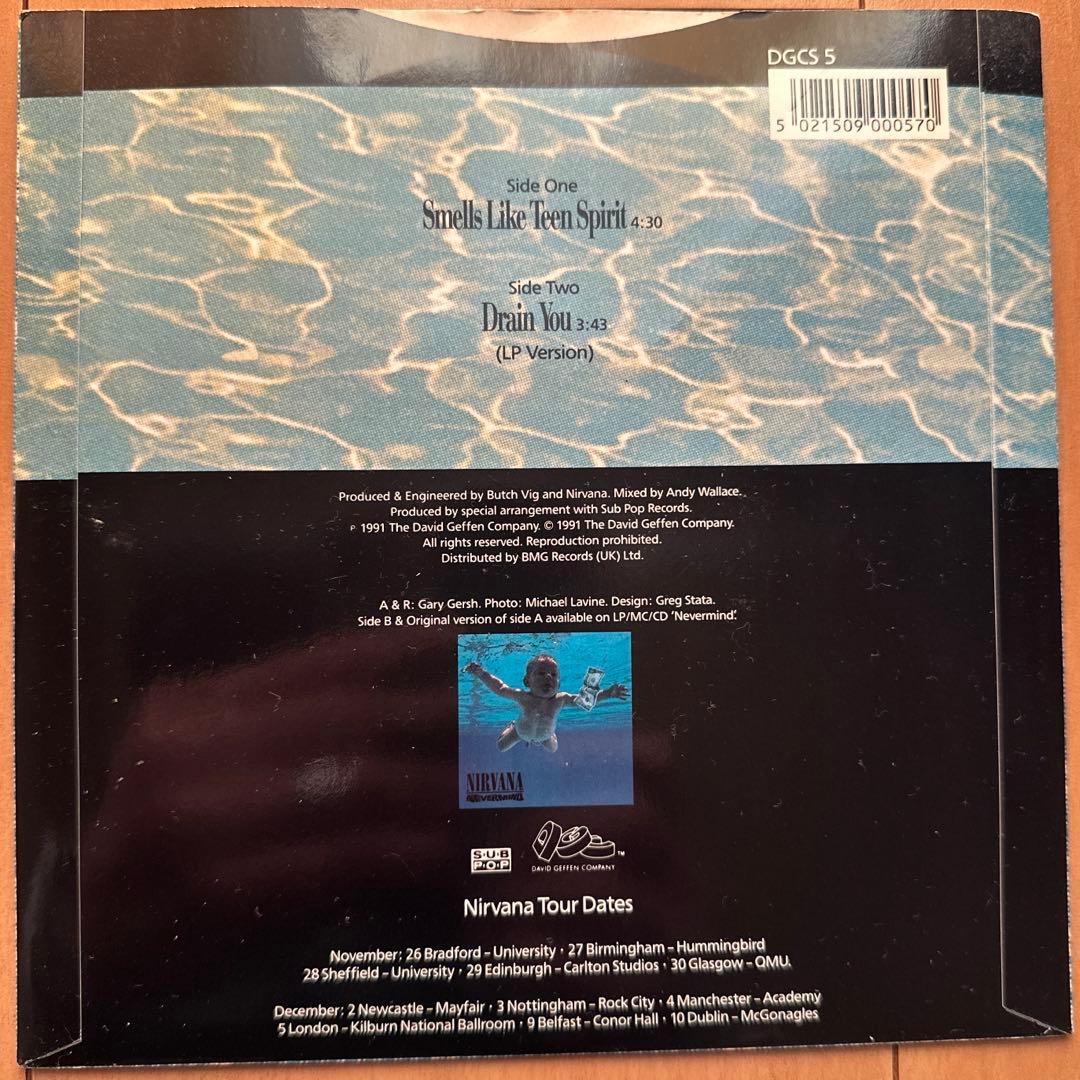 DGCS 5
5 021509 000570
Side One
Smells Like Teen Spirit 4:30
Side Two
Drain You 3:43
(LP Version)
Produced & Engineered by Butch Vig and Nirvana. Mixed by Andy Wallace.
Produced by special arrangement with Sub Pop Records.
℗ 1991 The David Geffen Company. © 1991 The David Geffen Company.
All rights reserved. Reproduction prohibited.
Distributed by BMG Records (UK) Ltd.
A & R: Gary Gersh. Photo: Michael Lavine. Design: Greg Stata.
Side B & Original version of side A available on LP/MC/CD 'Nevermind'.
NIRVANA
NEVERMIND
SUB
POP
TM
DAVID GEFFEN COMPANY
Nirvana Tour Dates
November: 26 Bradford – University · 27 Birmingham – Hummingbird
28 Sheffield – University · 29 Edinburgh – Carlton Studios · 30 Glasgow – QMU
December: 2 Newcastle – Mayfair · 3 Nottingham – Rock City · 4 Manchester – Academy
5 London – Kilburn National Ballroom · 9 Belfast – Conor Hall · 10 Dublin – McGonagles